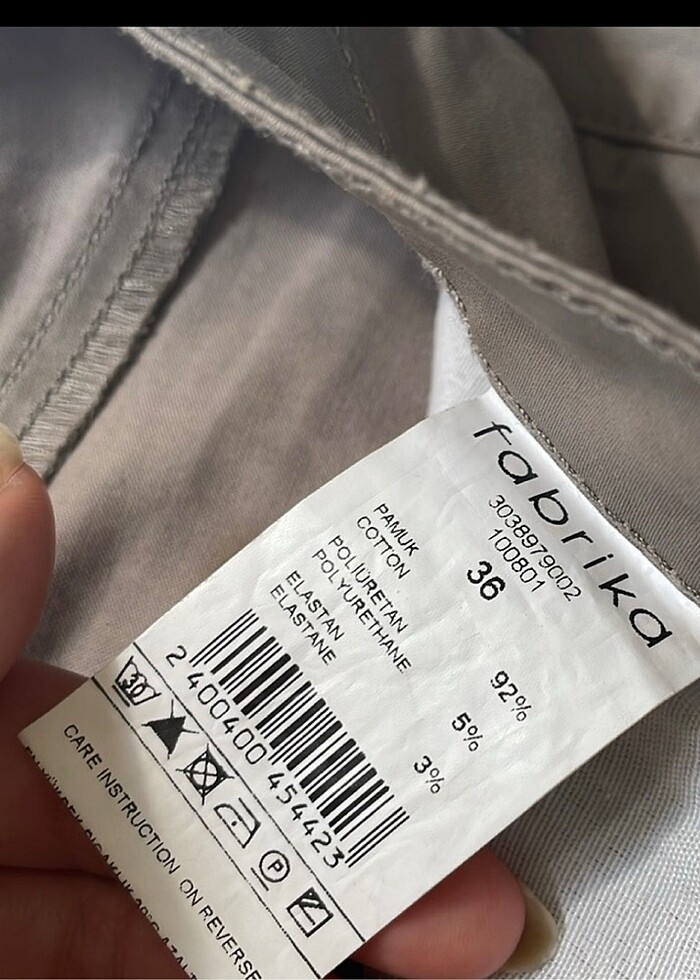 fabrika
3038979002
100801
36
PAMUK
COTTON
92%
POLİÜRETAN
POLYURETHANE
5%
ELASTAN
ELASTANE
3%
2 400400 454423
30
P
CARE INSTRUCTION ON REVERSE